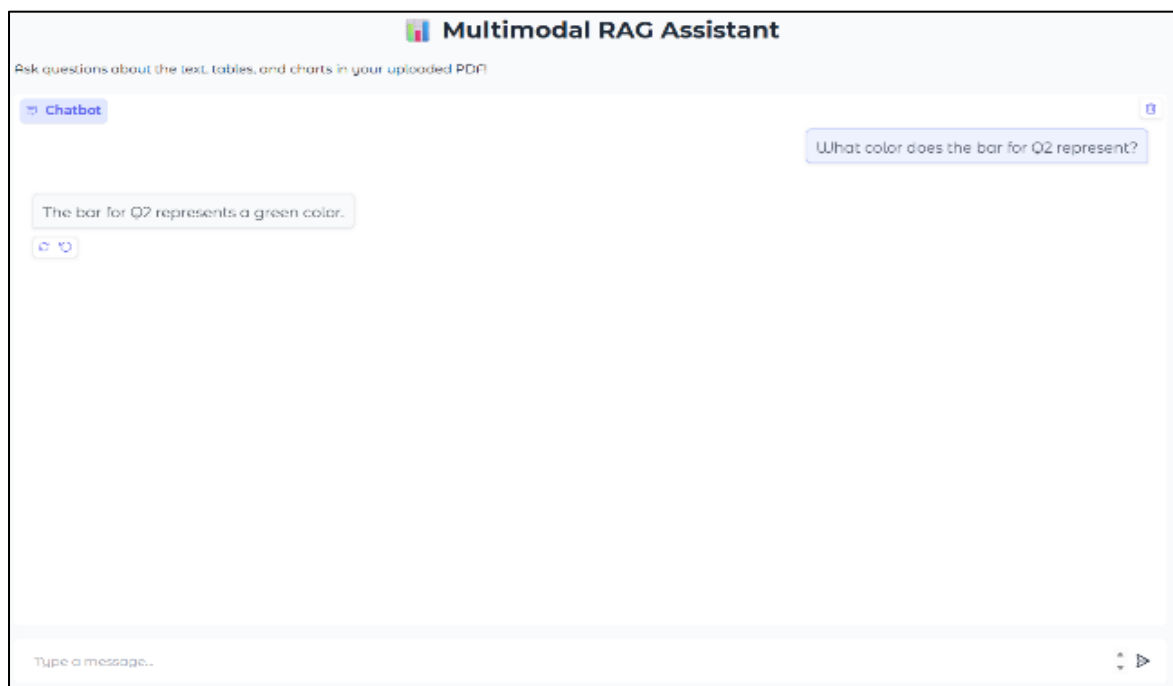 Multimodal RAG Assistant
Ask questions about the text, tables, and charts in your uploaded PDF!
Chatbot
What color does the bar for Q2 represent?
The bar for Q2 represents a green color.
Type a message...